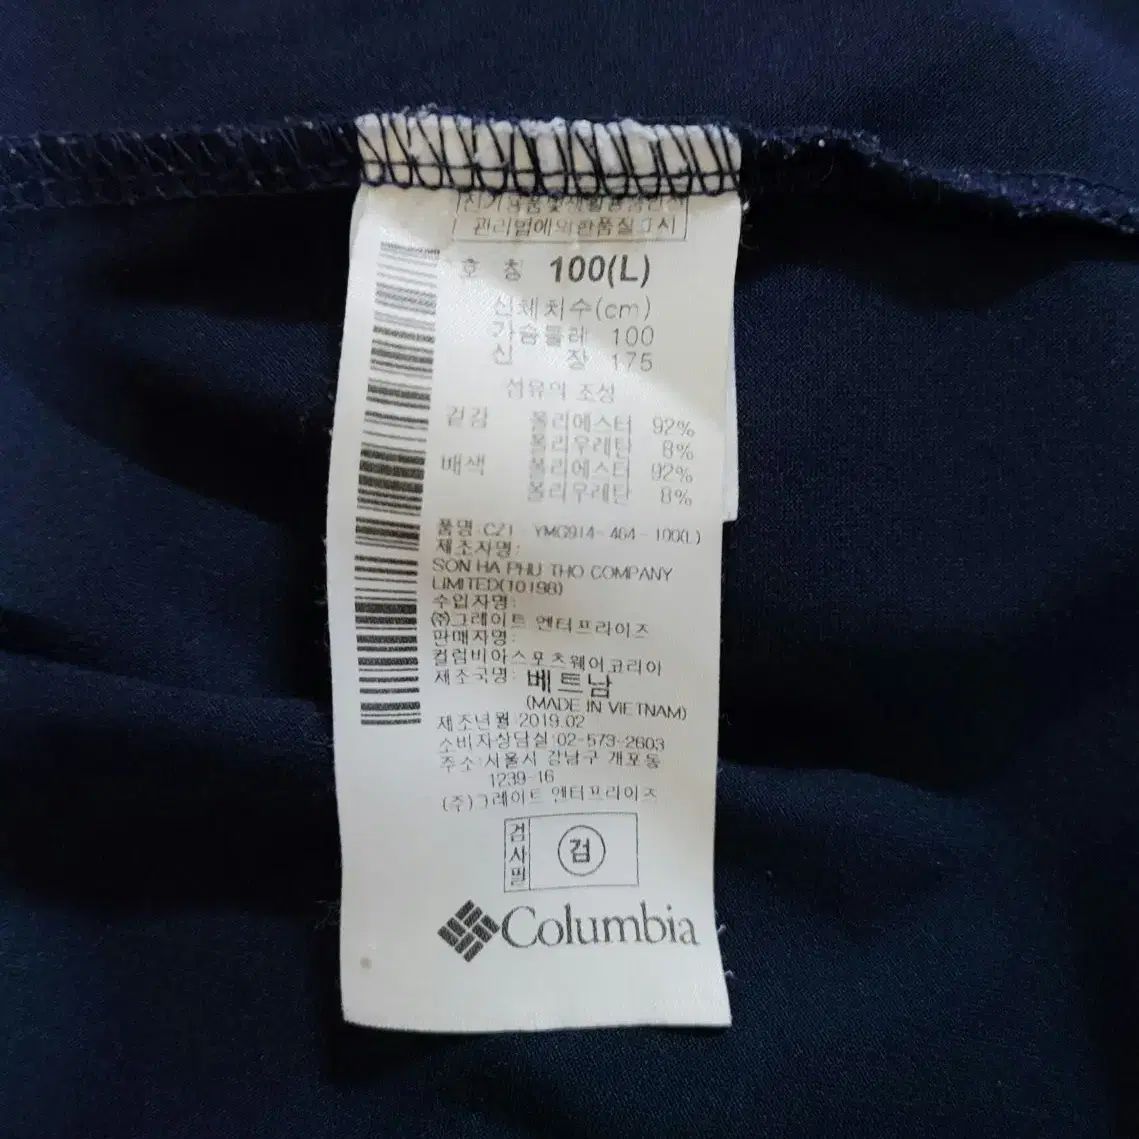 관리법에의한품질표시
호 칭 100(L)
신체치수(cm)
가슴둘레 100
신 장 175
섬유의 조성
겉감 폴리에스터 92%
폴리우레탄 8%
배색 폴리에스터 92%
폴리우레탄 8%
품명:CZ1-YMG914-464-100(L)
제조자명:
SON HA PHU THO COMPANY
LIMITED(10198)
수입자명:
㈜그레이트 엔터프라이즈
판매자명:
컬럼비아스포츠웨어코리아
제조국명: 베트남
(MADE IN VIETNAM)
제조년월:2019.02
소비자상담실:02-573-2603
주소:서울시 강남구 개포동
1239-16
(주)그레이트 엔터프라이즈
검사필 검
Columbia